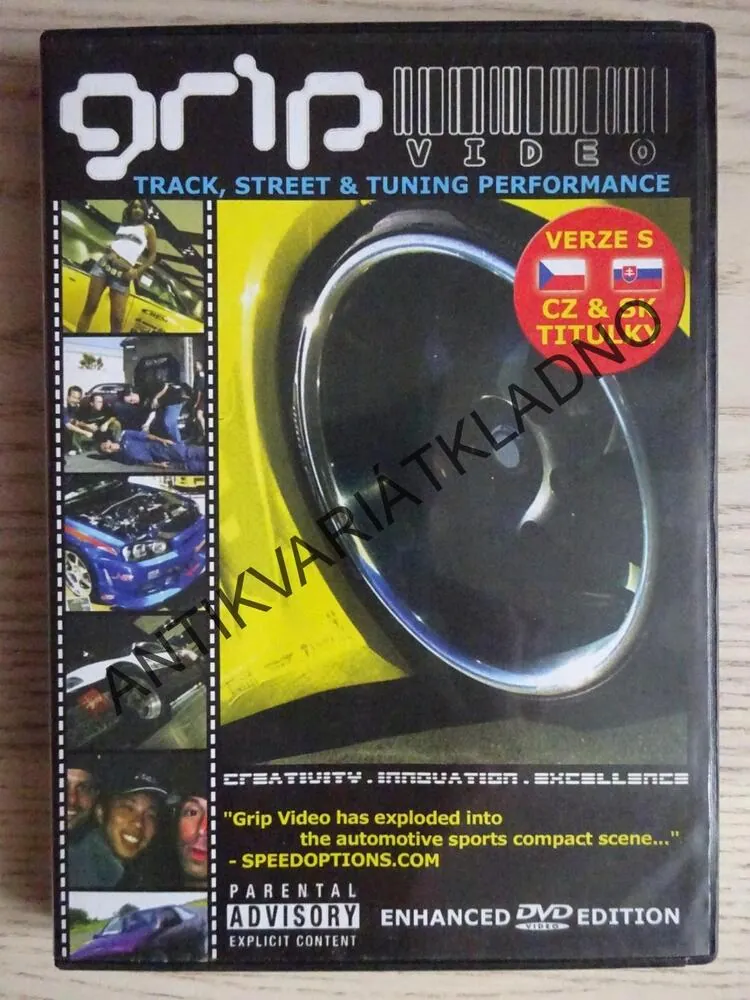 grip
VIDEO
TRACK, STREET & TUNING PERFORMANCE
VERZE S
CZ & SK
TITULKY
ANTIKVARIÁTKLADNO
CREATIVITY.INNOVATION.EXCELLENCE
"Grip Video has exploded into
the automotive sports compact scene..."
- SPEEDOPTIONS.COM
PARENTAL
ADVISORY
EXPLICIT CONTENT
ENHANCED DVD VIDEO EDITION